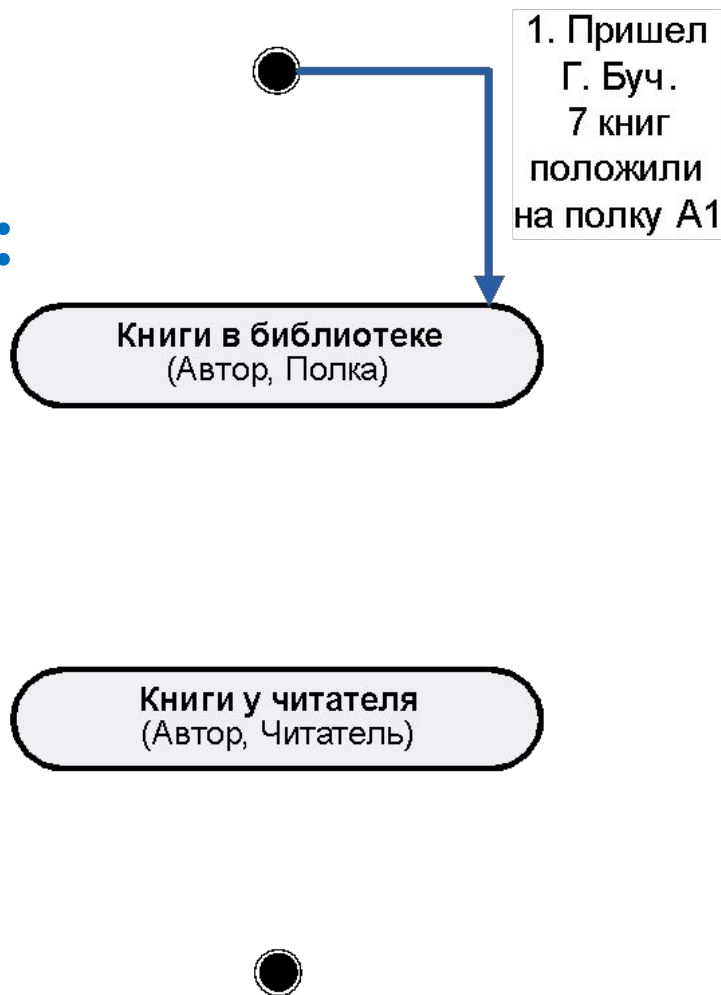 1. Пришел
Г. Буч.
7 книг
положили
на полку А1
:
Книги в библиотеке
(Автор, Полка)
Книги у читателя
(Автор, Читатель)